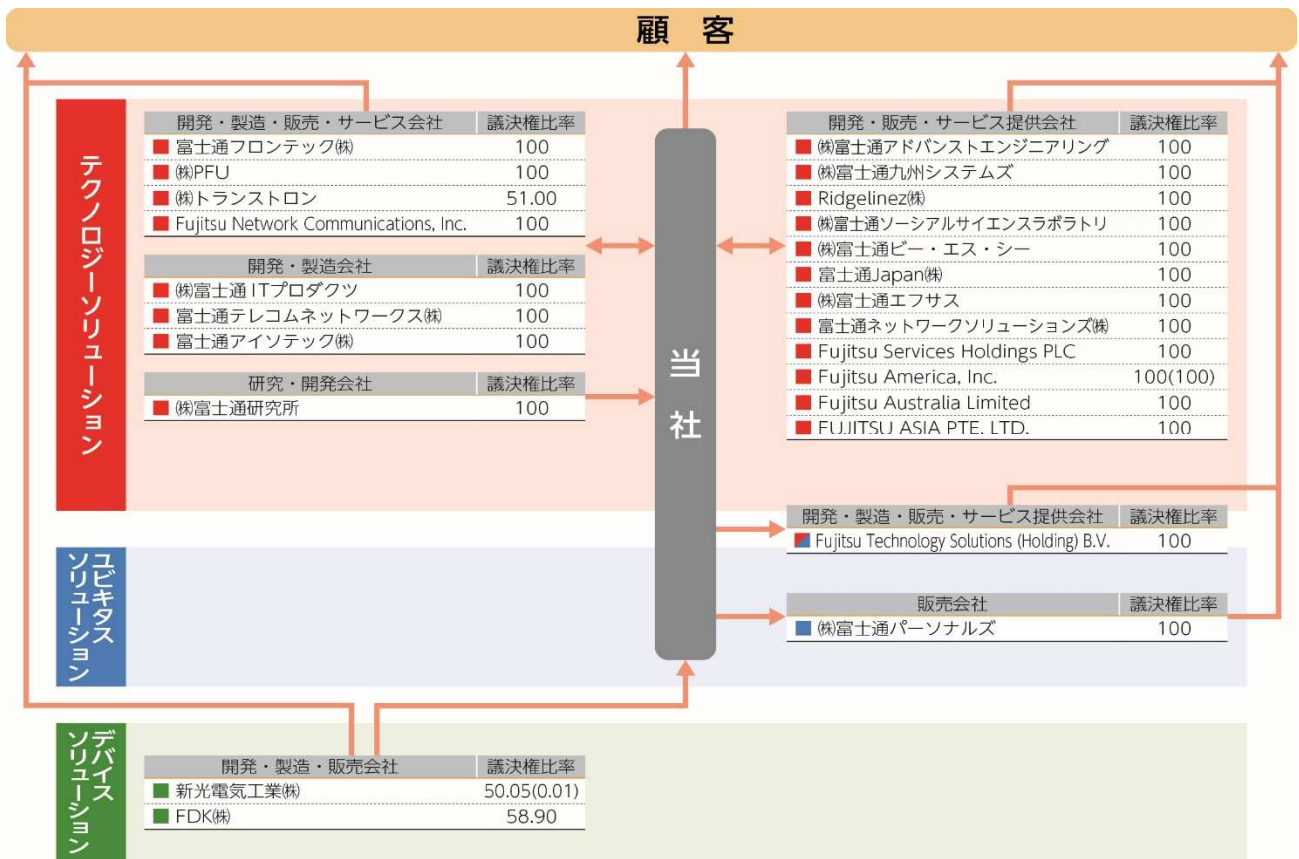 顧 客
テクノロジーソリューション
開発・製造・販売・サービス会社 議決権比率
富士通フロンテック㈱ 100
㈱PFU 100
㈱トランストロン 51.00
Fujitsu Network Communications, Inc. 100
開発・製造会社 議決権比率
㈱富士通ITプロダクツ 100
富士通テレコムネットワークス㈱ 100
富士通アイソテック㈱ 100
研究・開発会社 議決権比率
㈱富士通研究所 100
当社
開発・販売・サービス提供会社 議決権比率
㈱富士通アドバンストエンジニアリング 100
㈱富士通九州システムズ 100
Ridgelinez㈱ 100
㈱富士通ソーシアルサイエンスラボラトリ 100
㈱富士通ビー・エス・シー 100
富士通Japan㈱ 100
㈱富士通エフサス 100
富士通ネットワークソリューションズ㈱ 100
Fujitsu Services Holdings PLC 100
Fujitsu America, Inc. 100(100)
Fujitsu Australia Limited 100
FUJITSU ASIA PTE. LTD. 100
開発・製造・販売・サービス提供会社 議決権比率
Fujitsu Technology Solutions (Holding) B.V. 100
ユビキタス
ソリューション
販売会社 議決権比率
㈱富士通パーソナルズ 100
デバイス
ソリューション
開発・製造・販売会社 議決権比率
新光電気工業㈱ 50.05(0.01)
FDK㈱ 58.90